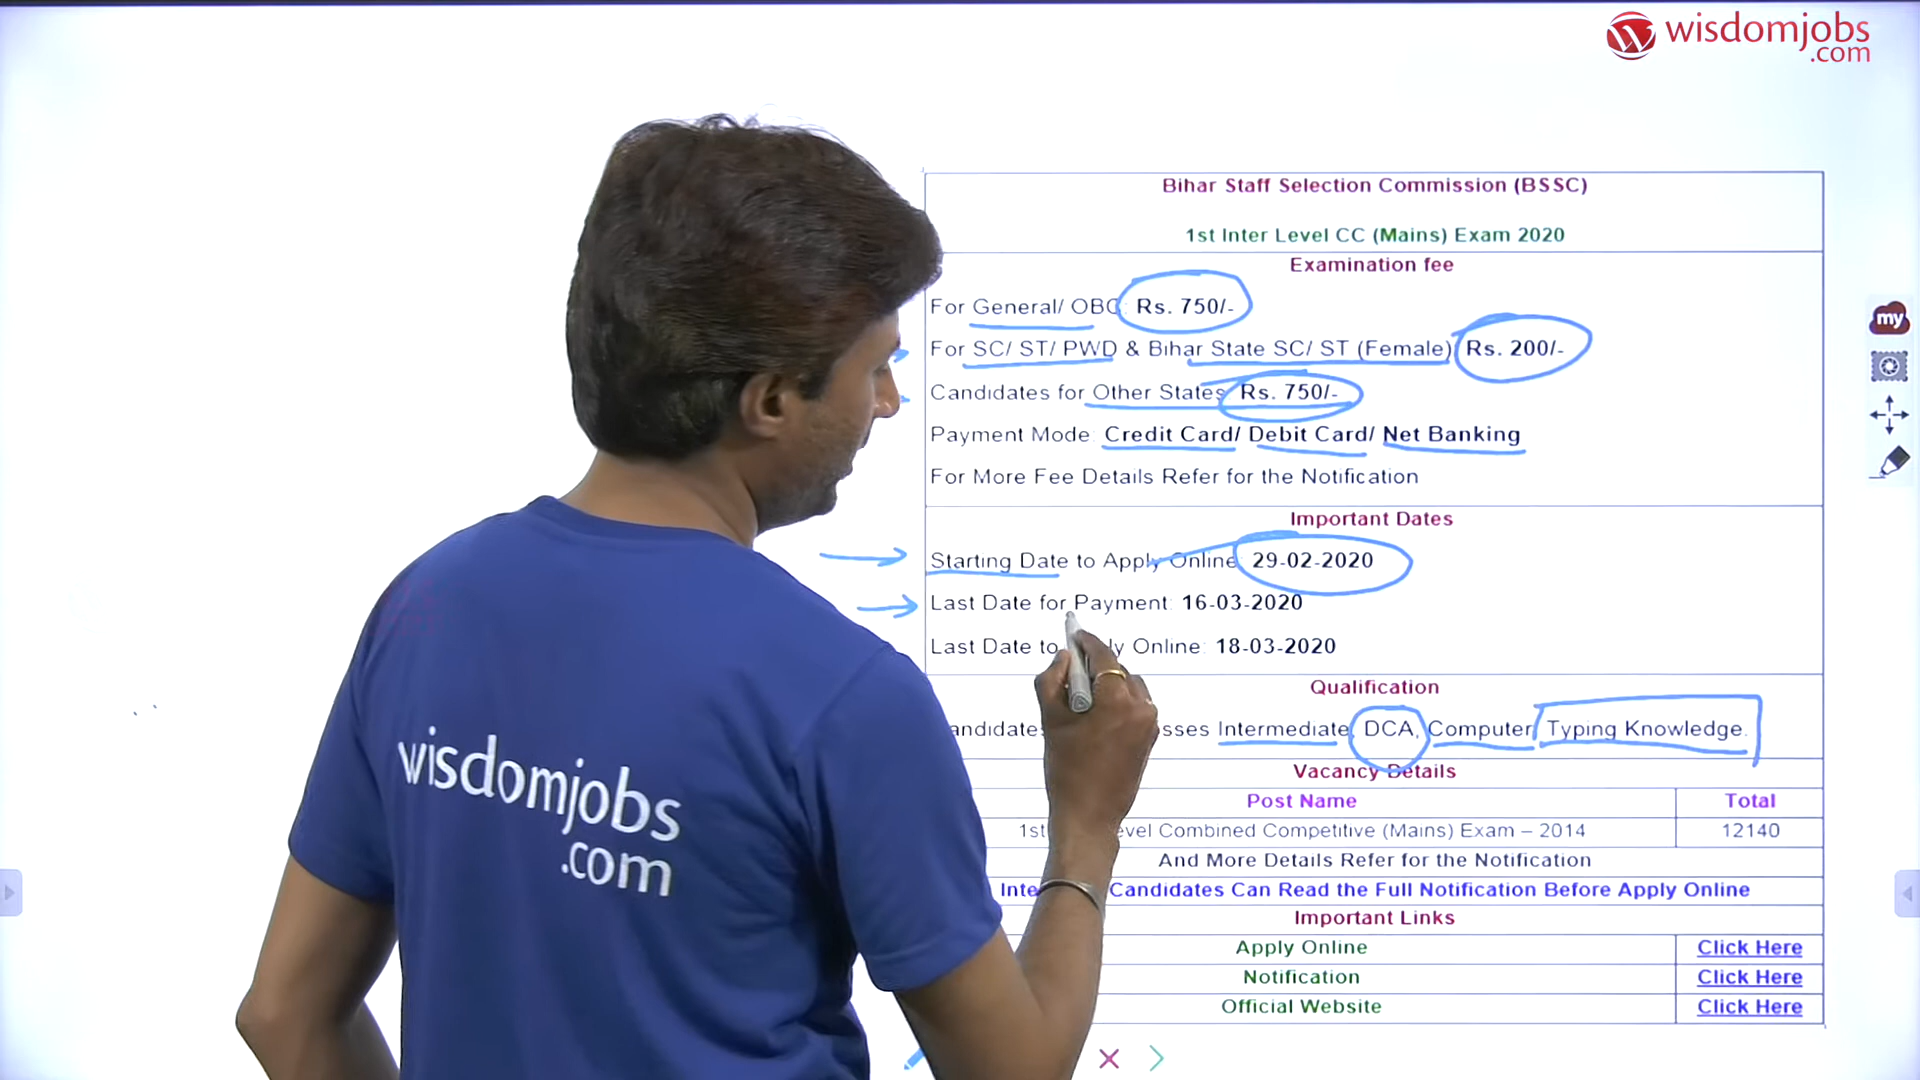 wisdomjobs
.com
Bihar Staff Selection Commission (BSSC)
1st Inter Level CC (Mains) Exam 2020
Examination fee
For General/ OBC: Rs. 750/-
For SC/ ST/ PWD & Bihar State SC/ ST (Female) Rs. 200/-
Candidates for Other States Rs. 750/-
Payment Mode: Credit Card/ Debit Card/ Net Banking
For More Fee Details Refer for the Notification
Important Dates
Starting Date to Apply Online 29-02-2020
Last Date for Payment: 16-03-2020
Last Date to ly Online: 18-03-2020
Qualification
andidate sses Intermediate, DCA, Computer Typing Knowledge.
Vacancy Details
Post Name Total
1st evel Combined Competitive (Mains) Exam – 2014 12140
And More Details Refer for the Notification
Inte Candidates Can Read the Full Notification Before Apply Online
Important Links
Apply Online Click Here
Notification Click Here
Official Website Click Here
my
wisdomjobs
.com